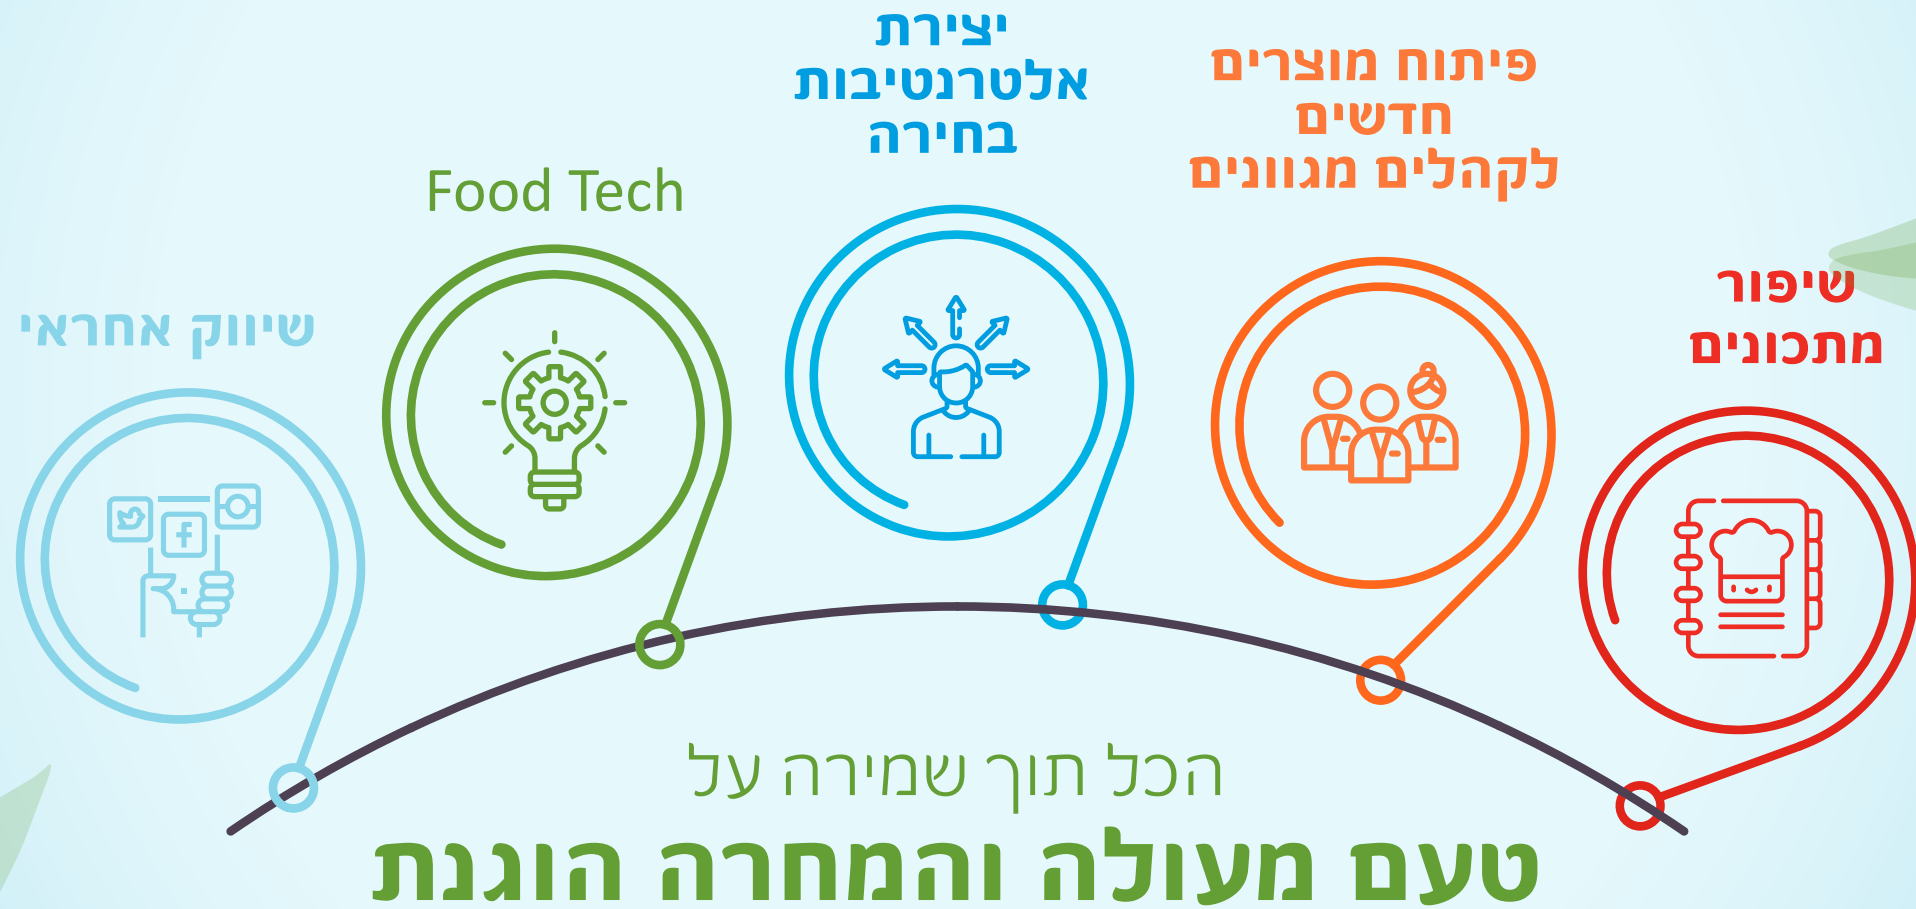 שיפור
מתכונים
פיתוח מוצרים
חדשים
לקהלים מגוונים
יצירת
אלטרנטיבות
בחירה
Food Tech
שיווק אחראי
הכל תוך שמירה על
טעם מעולה והמחרה הוגנת